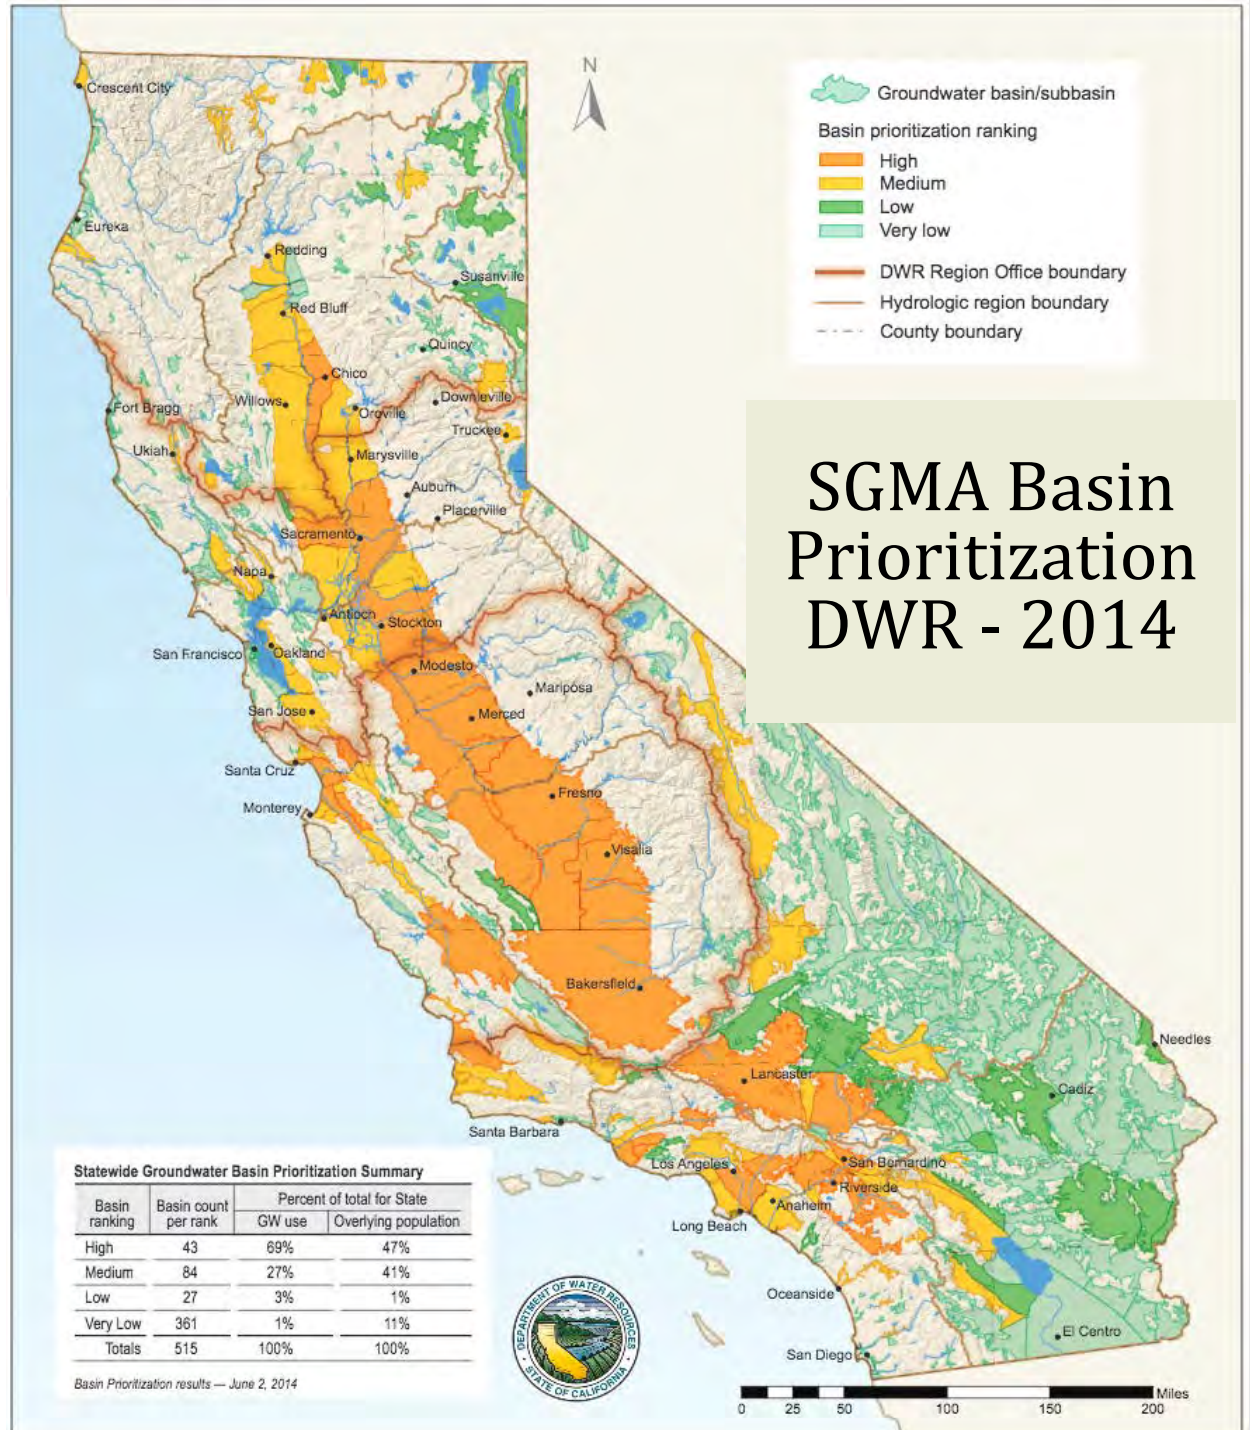 N
Groundwater basin/subbasin
Basin prioritization ranking
High
Medium
Low
Very low
DWR Region Office boundary
Hydrologic region boundary
County boundary
SGMA Basin
Prioritization
DWR - 2014
Crescent City
Eureka
Redding
Susanville
Red Bluff
Quincy
Chico
Willows
Downieville
Fort Bragg
Oroville
Truckee
Ukiah
Marysville
Auburn
Placerville
Sacramento
Napa
Antioch
Stockton
San Francisco
Oakland
Modesto
Mariposa
San Jose
Merced
Santa Cruz
Fresno
Monterey
Visalia
Bakersfield
Needles
Lancaster
Cadiz
Santa Barbara
Los Angeles
San Bernardino
Riverside
Anaheim
Long Beach
Oceanside
El Centro
San Diego
Statewide Groundwater Basin Prioritization Summary
Basin ranking Basin count per rank Percent of total for State
GW use Overlying population
High 43 69% 47%
Medium 84 27% 41%
Low 27 3% 1%
Very Low 361 1% 11%
Totals 515 100% 100%
Basin Prioritization results — June 2, 2014
DEPARTMENT OF WATER RESOURCES
STATE OF CALIFORNIA
Miles
0 25 50 100 150 200